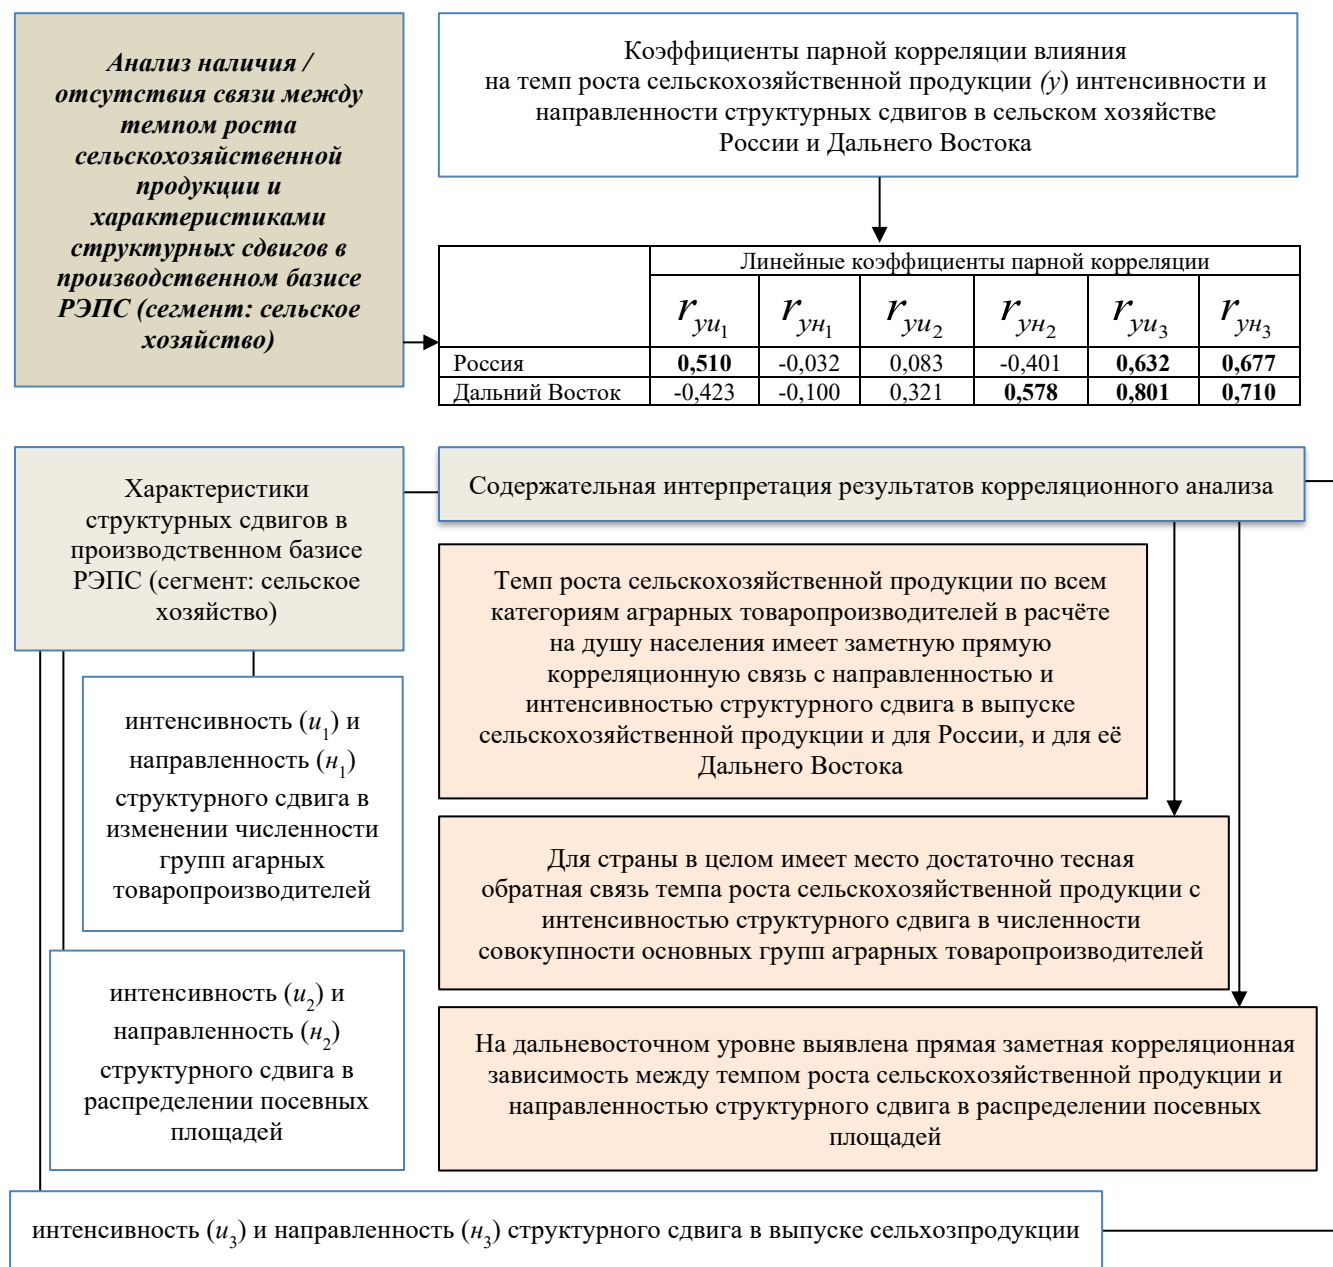 Анализ наличия /
отсутствия связи между
темпом роста
сельскохозяйственной
продукции и
характеристиками
структурных сдвигов в
производственном базисе
РЭПС (сегмент: сельское
хозяйство)
Коэффициенты парной корреляции влияния
на темп роста сельскохозяйственной продукции (у) интенсивности и
направленности структурных сдвигов в сельском хозяйстве
России и Дальнего Востока
Линейные коэффициенты парной корреляции
r_yи1 r_yн1 r_yи2 r_yн2 r_yи3 r_yн3
Россия 0,510 -0,032 0,083 -0,401 0,632 0,677
Дальний Восток -0,423 -0,100 0,321 0,578 0,801 0,710
Характеристики
структурных сдвигов в
производственном базисе
РЭПС (сегмент: сельское
хозяйство)
Содержательная интерпретация результатов корреляционного анализа
Темп роста сельскохозяйственной продукции по всем
категориям аграрных товаропроизводителей в расчёте
на душу населения имеет заметную прямую
корреляционную связь с направленностью и
интенсивностью структурного сдвига в выпуске
сельскохозяйственной продукции и для России, и для её
Дальнего Востока
интенсивность (и1) и
направленность (н1)
структурного сдвига в
изменении численности
групп агарных
товаропроизводителей
Для страны в целом имеет место достаточно тесная
обратная связь темпа роста сельскохозяйственной продукции с
интенсивностью структурного сдвига в численности
совокупности основных групп аграрных товаропроизводителей
интенсивность (и2) и
направленность (н2)
структурного сдвига в
распределении посевных
площадей
На дальневосточном уровне выявлена прямая заметная корреляционная
зависимость между темпом роста сельскохозяйственной продукции и
направленностью структурного сдвига в распределении посевных
площадей
интенсивность (и3) и направленность (н3) структурного сдвига в выпуске сельхозпродукции